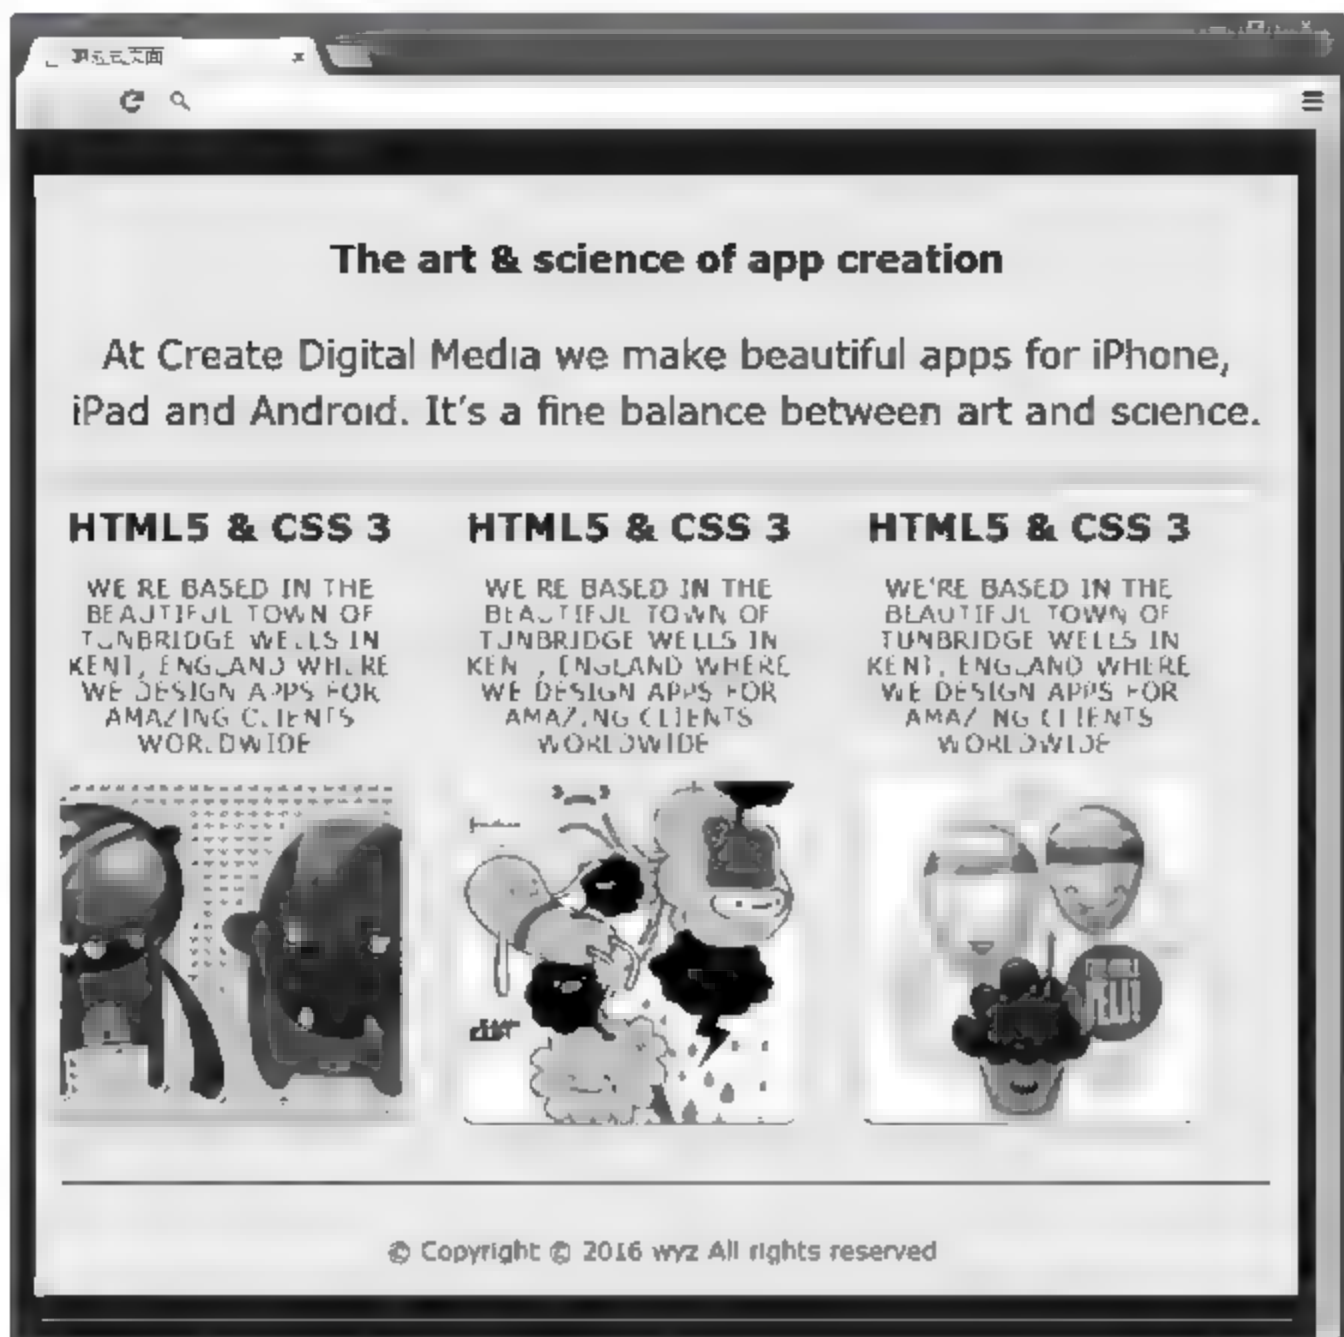 页面
The art & science of app creation
At Create Digital Media we make beautiful apps for iPhone,
iPad and Android. It's a fine balance between art and science.
HTML5 & CSS 3
WE RE BASED IN THE
BEAUTIFUL TOWN OF
TUNBRIDGE WELLS IN
KENT, ENGLAND WHERE
WE DESIGN APPS FOR
AMAZING CLIENTS
WORLDWIDE
HTML5 & CSS 3
WE RE BASED IN THE
BEAUTIFUL TOWN OF
TUNBRIDGE WELLS IN
KENT, ENGLAND WHERE
WE DESIGN APPS FOR
AMAZING CLIENTS
WORLDWIDE
HTML5 & CSS 3
WE'RE BASED IN THE
BEAUTIFUL TOWN OF
TUNBRIDGE WELLS IN
KENT, ENGLAND WHERE
WE DESIGN APPS FOR
AMAZING CLIENTS
WORLDWIDE
© Copyright © 2016 wyz All rights reserved